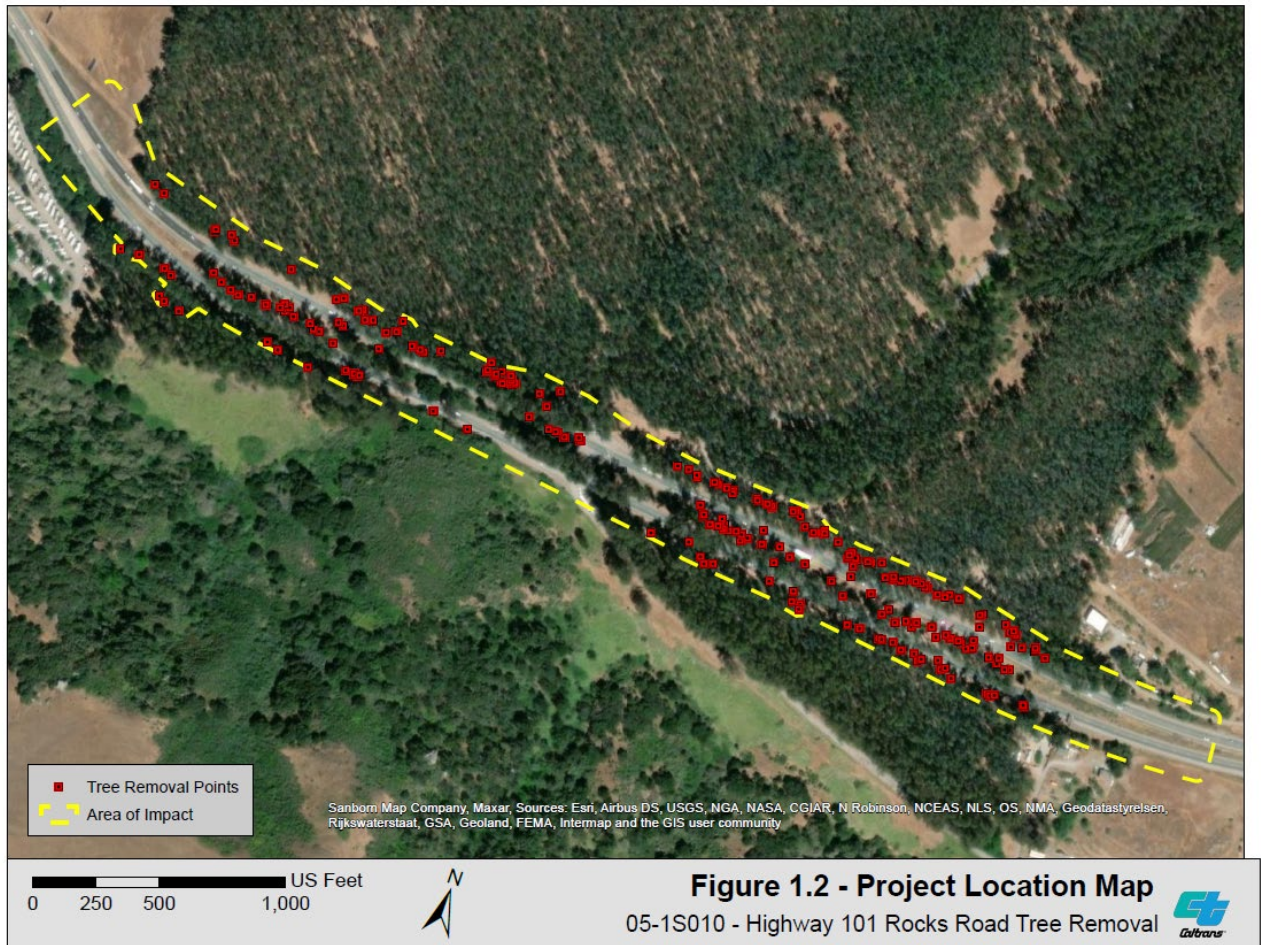 Tree Removal Points
Area of Impact
Sanborn Map Company, Maxar, Sources: Esri, Airbus DS, USGS, NGA, NASA, CGIAR, N Robinson, NCEAS, NLS, OS, NMA, Geodatastyrelsen,
Rijkswaterstaat, GSA, Geoland, FEMA, Intermap and the GIS user community
US Feet
0 250 500 1,000
N
Figure 1.2 - Project Location Map
05-1S010 - Highway 101 Rocks Road Tree Removal
Caltrans